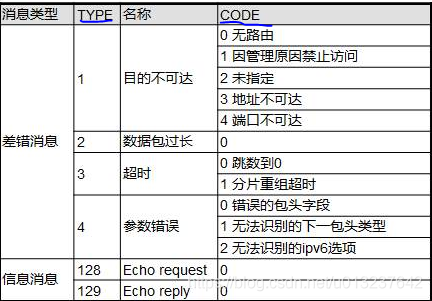 消息类型 TYPE 名称 CODE
差错消息 1 目的不可达 0 无路由
1 因管理原因禁止访问
2 未指定
3 地址不可达
4 端口不可达
2 数据包过长 0
3 超时 0 跳数到0
1 分片重组超时
4 参数错误 0 错误的包头字段
1 无法识别的下一包头类型
2 无法识别的ipv6选项
信息消息 128 Echo request 0
129 Echo reply 0